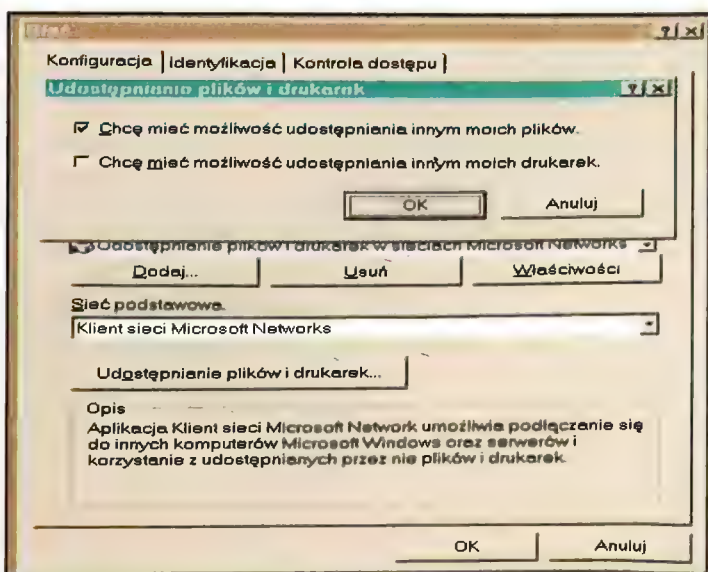 Konfiguracja Identyfikacja Kontrola dostępu
Udostępnianie plików i drukarek
Chcę mieć możliwość udostępniania innym moich plików.
Chcę mieć możliwość udostępniania innym moich drukarek.
OK Anuluj
Udostępnianie plików i drukarek w sieciach Microsoft Networks
Dodaj... Usuń Właściwości
Sieć podstawowa.
Klient sieci Microsoft Networks
Udostępnianie plików i drukarek...
Opis
Aplikacja Klient sieci Microsoft Network umożliwia podłączanie się
do innych komputerów Microsoft Windows oraz serwerów i
korzystanie z udostępnianych przez nie plików i drukarek.
OK Anuluj